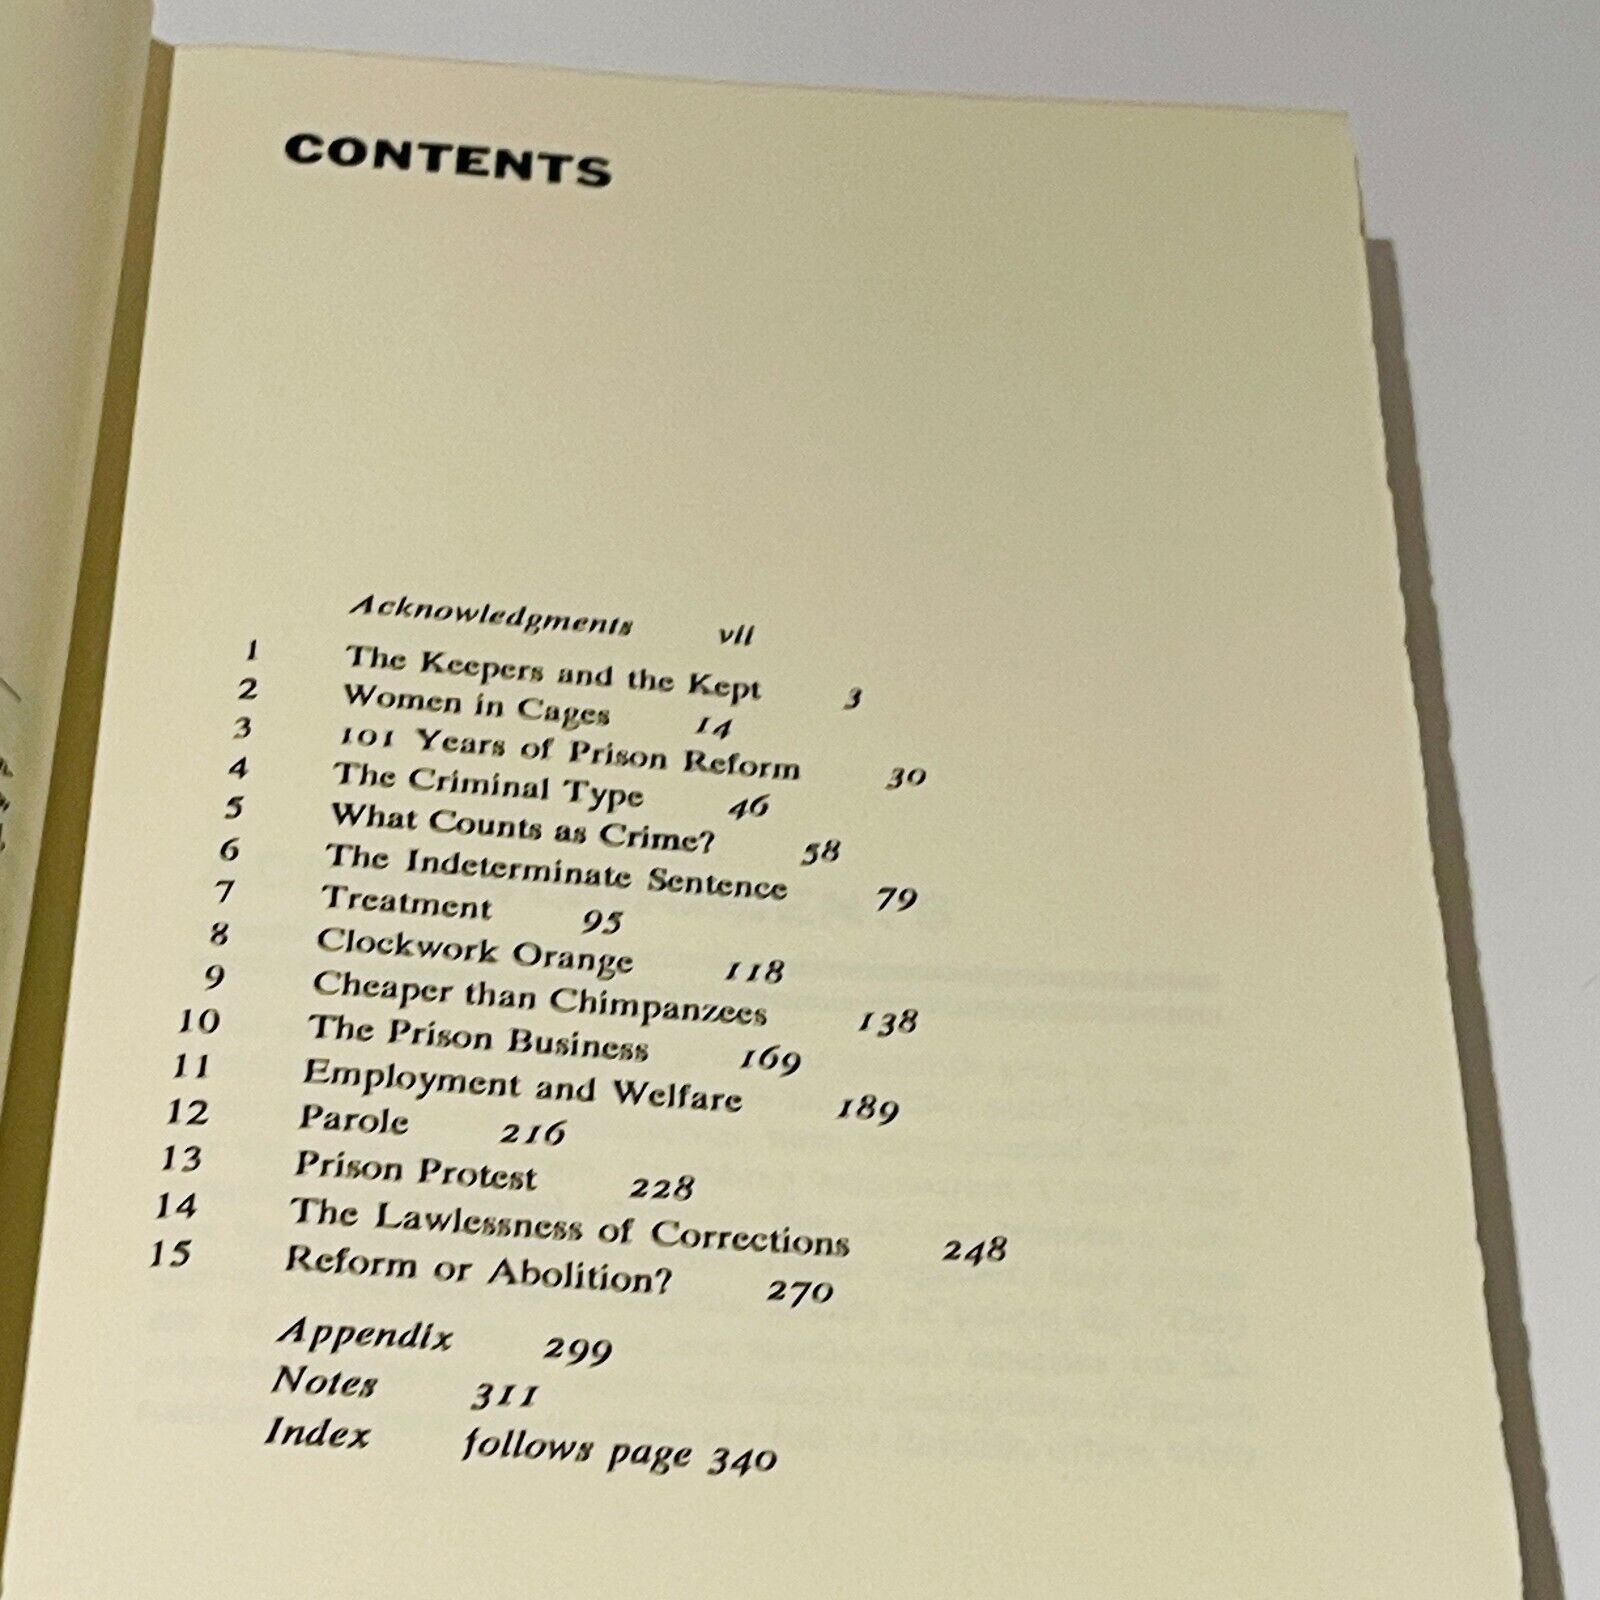 CONTENTS
Acknowledgments vii
1 The Keepers and the Kept 3
2 Women in Cages 14
3 101 Years of Prison Reform 30
4 The Criminal Type 46
5 What Counts as Crime? 58
6 The Indeterminate Sentence 79
7 Treatment 95
8 Clockwork Orange 118
9 Cheaper than Chimpanzees 138
10 The Prison Business 169
11 Employment and Welfare 189
12 Parole 216
13 Prison Protest 228
14 The Lawlessness of Corrections 248
15 Reform or Abolition? 270
Appendix 299
Notes 311
Index follows page 340